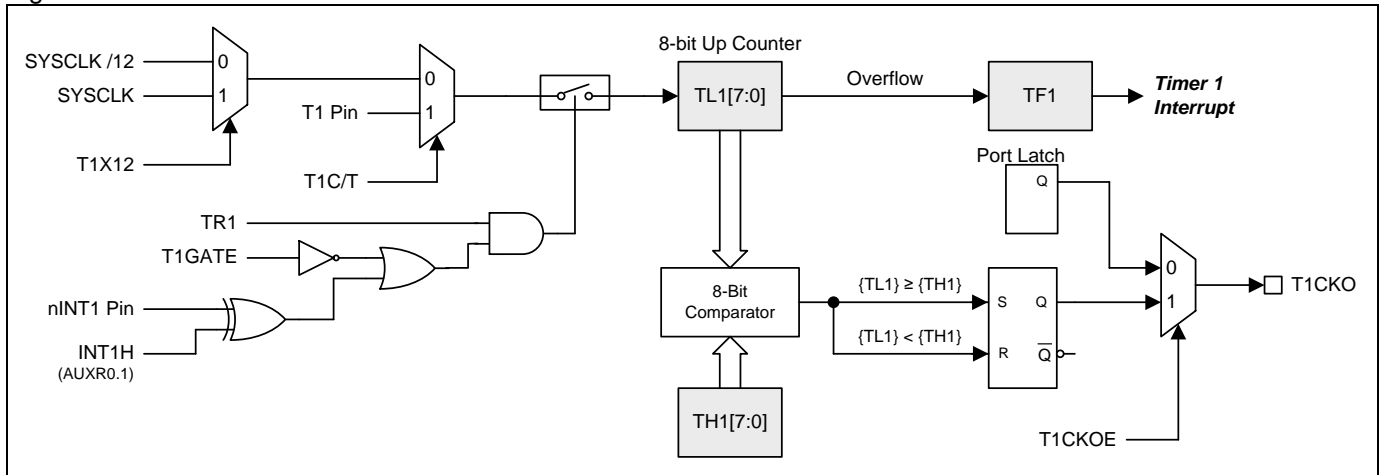 8-bit Up Counter
SYSCLK /12
0
SYSCLK
1
0
T1 Pin
1
TL1[7:0]
Overflow
TF1
Timer 1
Interrupt
T1X12
T1C/T
Port Latch
Q
TR1
T1GATE
nINT1 Pin
INT1H
(AUXR0.1)
8-Bit
Comparator
{TL1} ≥ {TH1}
{TL1} < {TH1}
S
Q
R
Q̅
0
1
T1CKO
TH1[7:0]
T1CKOE